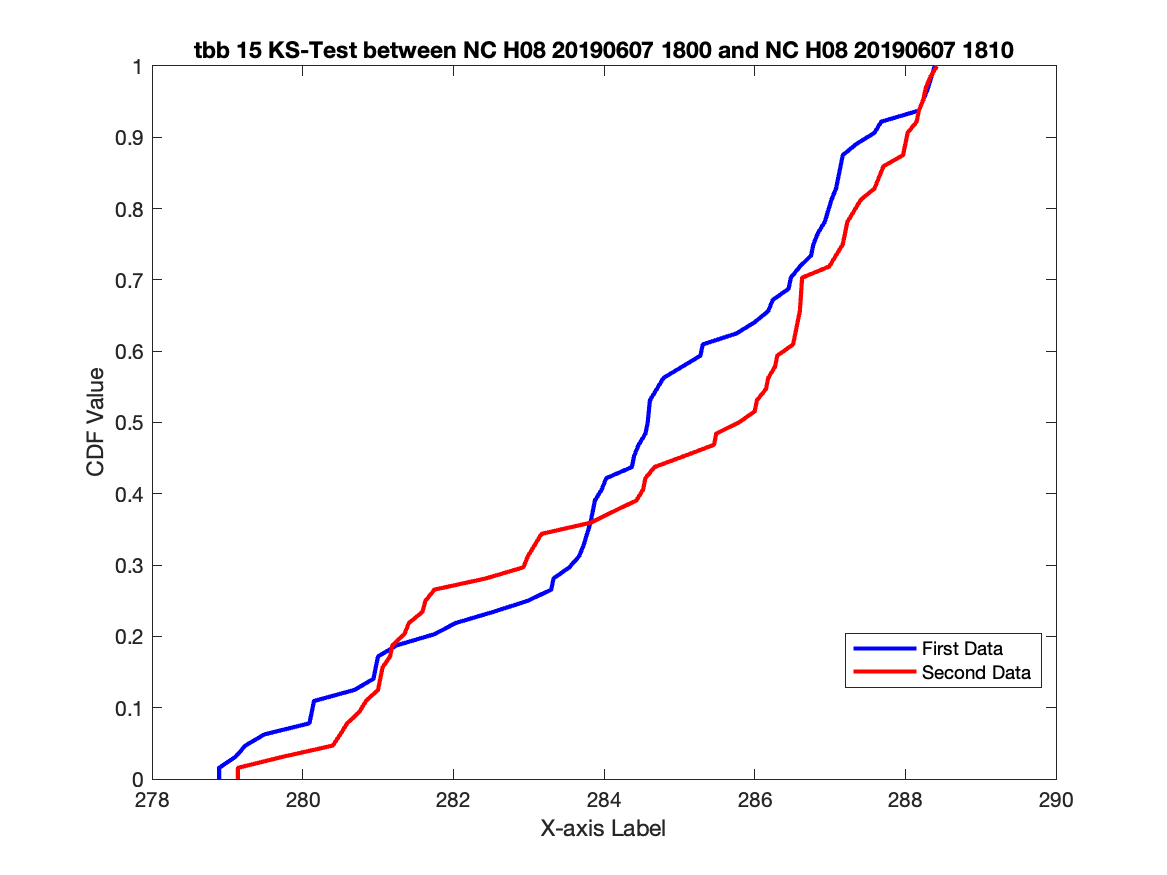 tbb 15 KS-Test between NC H08 20190607 1800 and NC H08 20190607 1810
1
0.9
0.8
0.7
0.6
0.5
0.4
0.3
0.2
0.1
0
CDF Value
First Data
Second Data
278 280 282 284 286 288 290
X-axis Label